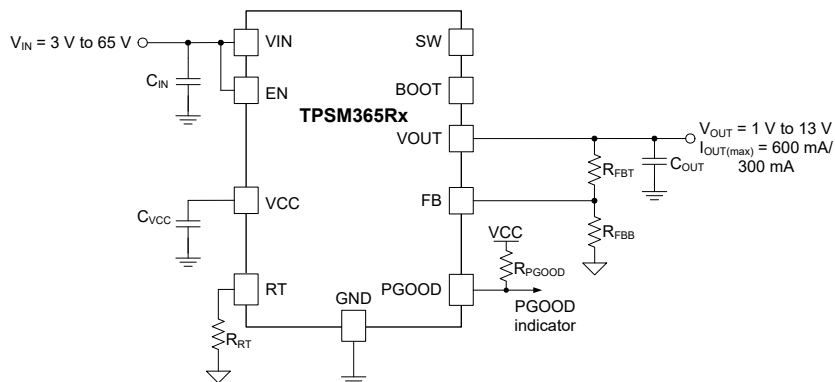 V_IN = 3 V to 65 V
VIN
SW
C_IN
EN
BOOT
TPSM365Rx
VOUT
V_OUT = 1 V to 13 V
I_OUT(max) = 600 mA/
300 mA
R_FBT
C_OUT
VCC
FB
C_VCC
R_FBB
VCC
R_PGOOD
RT
GND
PGOOD
PGOOD
indicator
R_RT